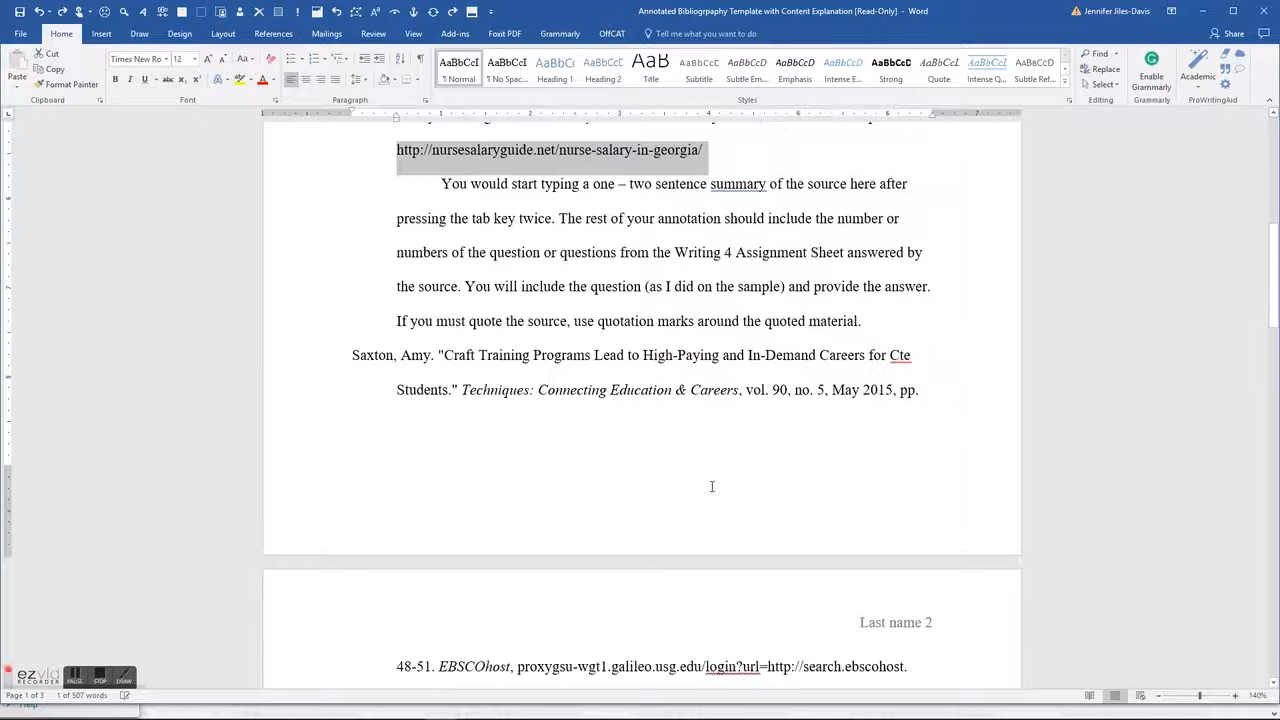 Annotated Bibligography Template with Content Explanation [Read-Only] - Word
Jennifer Jiles-Davis
File Home Insert Draw Design Layout References Mailings Review View Add-ins Foxit PDF Grammarly OffCAT Tell me what you want to do Share
Cut
Copy
Format Painter
Paste
Clipboard
Times New Ro 12
Font
Paragraph
AaBbCcI AaBbCcI AaBbC( AaBbCcI AaB AaBbCcD AaBbCcD AaBbCcD AaBbCcI AaBbCcD AaBbCcI AaBbCcI AABBCCD
¶ Normal ¶ No Spac... Heading 1 Heading 2 Title Subtitle Subtle Em... Emphasis Intense E... Strong Quote Intense Q... Subtle Ref...
Styles
Find
Replace
Select
Editing
Enable Grammarly
Grammarly
Academic
ProWritingAid
http://nursesalaryguide.net/nurse-salary-in-georgia/
You would start typing a one – two sentence summary of the source here after
pressing the tab key twice. The rest of your annotation should include the number or
numbers of the question or questions from the Writing 4 Assignment Sheet answered by
the source. You will include the question (as I did on the sample) and provide the answer.
If you must quote the source, use quotation marks around the quoted material.
Saxton, Amy. "Craft Training Programs Lead to High-Paying and In-Demand Careers for Cte
Students." Techniques: Connecting Education & Careers, vol. 90, no. 5, May 2015, pp.
Last name 2
48-51. EBSCOhost, proxygsu-wgt1.galileo.usg.edu/login?url=http://search.ebscohost.
ezvid
RECORDER
PAUSE STOP DRAW
Page 1 of 3 1 of 507 words
140%
Help